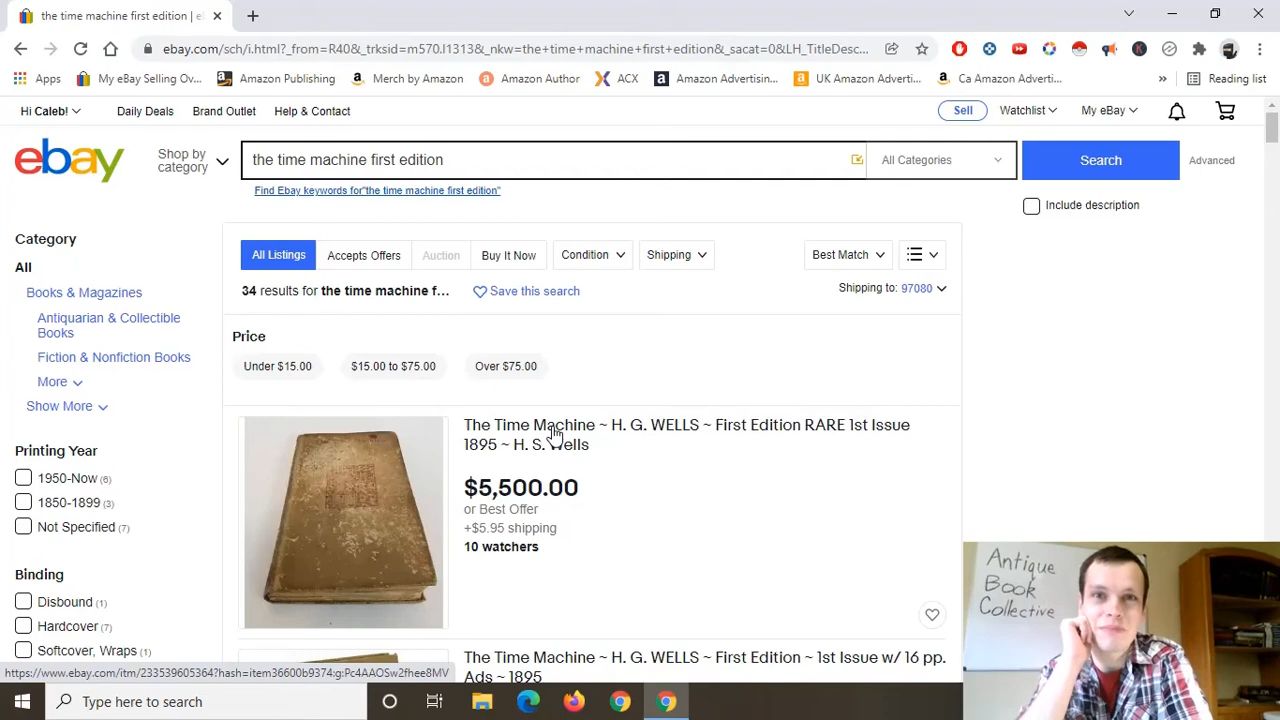 the time machine first edition | e
ebay.com/sch/i.html?_from=R40&_trksid=m570.l1313&_nkw=the+time+machine+first+edition&_sacat=0&LH_TitleDesc...
Apps My eBay Selling Ov... Amazon Publishing Merch by Amazon Amazon Author ACX Amazon Advertisin... UK Amazon Adverti... Ca Amazon Adverti... » Reading list
Hi Caleb! Daily Deals Brand Outlet Help & Contact Sell Watchlist My eBay
ebay Shop by category the time machine first edition All Categories Search Advanced
Find Ebay keywords for"the time machine first edition"
Include description
Category
All
Books & Magazines
Antiquarian & Collectible
Books
Fiction & Nonfiction Books
More
Show More
Printing Year
1950-Now (6)
1850-1899 (3)
Not Specified (7)
Binding
Disbound (1)
Hardcover (7)
Softcover, Wraps (1)
All Listings Accepts Offers Auction Buy It Now Condition Shipping Best Match
34 results for the time machine f... Save this search Shipping to: 97080
Price
Under $15.00 $15.00 to $75.00 Over $75.00
The Time Machine ~ H. G. WELLS ~ First Edition RARE 1st Issue
1895 ~ H. S. Wells
$5,500.00
or Best Offer
+$5.95 shipping
10 watchers
The Time Machine ~ H. G. WELLS ~ First Edition ~ 1st Issue w/ 16 pp.
Ads ~ 1895
Antique
Book
Collective
https://www.ebay.com/itm/233539605364?hash=item36600b9374:g:Pc4AAOSw2fhee8MV
Type here to search